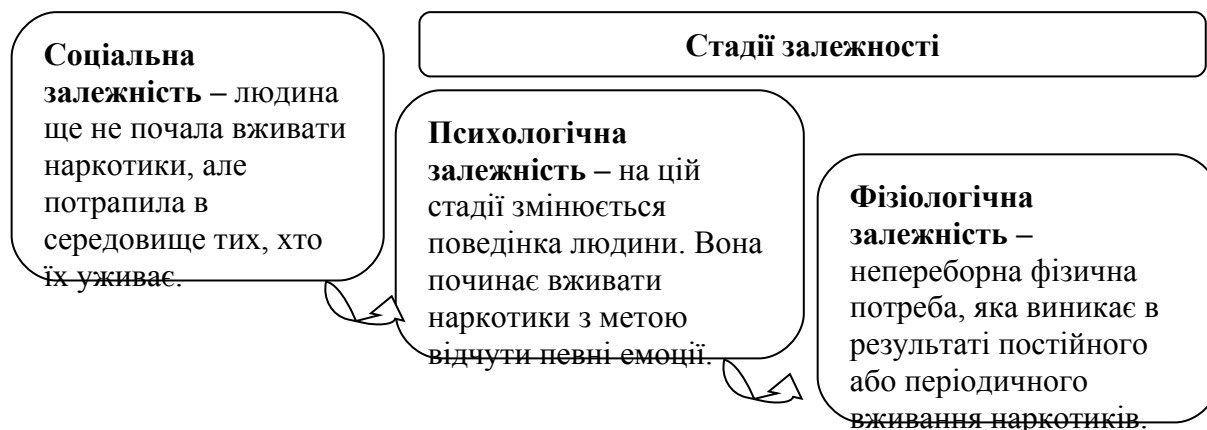 Стадії залежності
Соціальна
залежність – людина
ще не почала вживати
наркотики, але
потрапила в
середовище тих, хто
їх уживає.
Психологічна
залежність – на цій
стадії змінюється
поведінка людини. Вона
починає вживати
наркотики з метою
відчути певні емоції.
Фізіологічна
залежність –
непереборна фізична
потреба, яка виникає в
результаті постійного
або періодичного
вживання наркотиків.